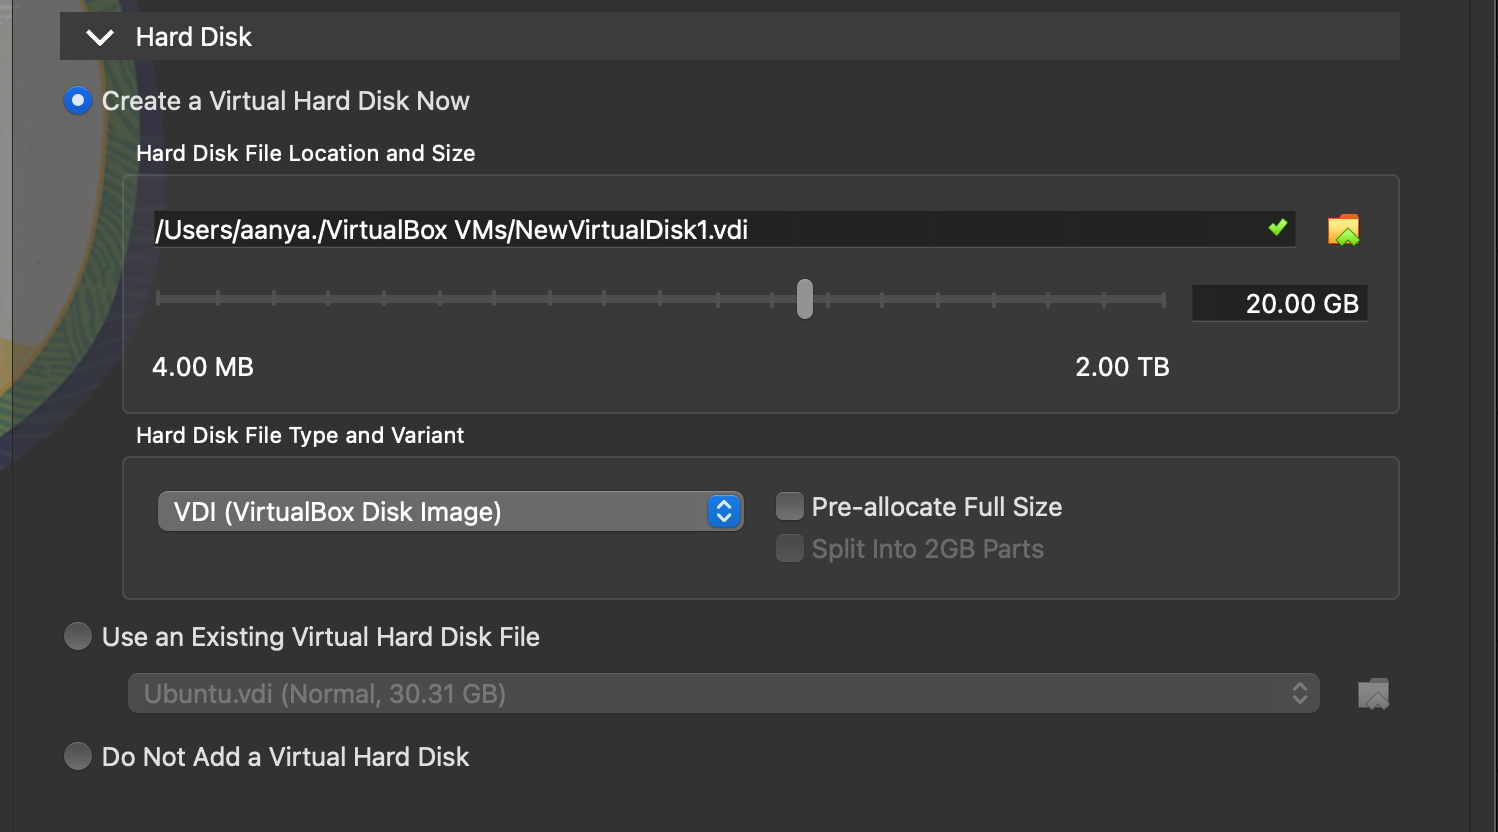 Hard Disk
Create a Virtual Hard Disk Now
Hard Disk File Location and Size
/Users/aanya./VirtualBox VMs/NewVirtualDisk1.vdi
20.00 GB
4.00 MB 2.00 TB
Hard Disk File Type and Variant
VDI (VirtualBox Disk Image) Pre-allocate Full Size
Split Into 2GB Parts
Use an Existing Virtual Hard Disk File
Ubuntu.vdi (Normal, 30.31 GB)
Do Not Add a Virtual Hard Disk